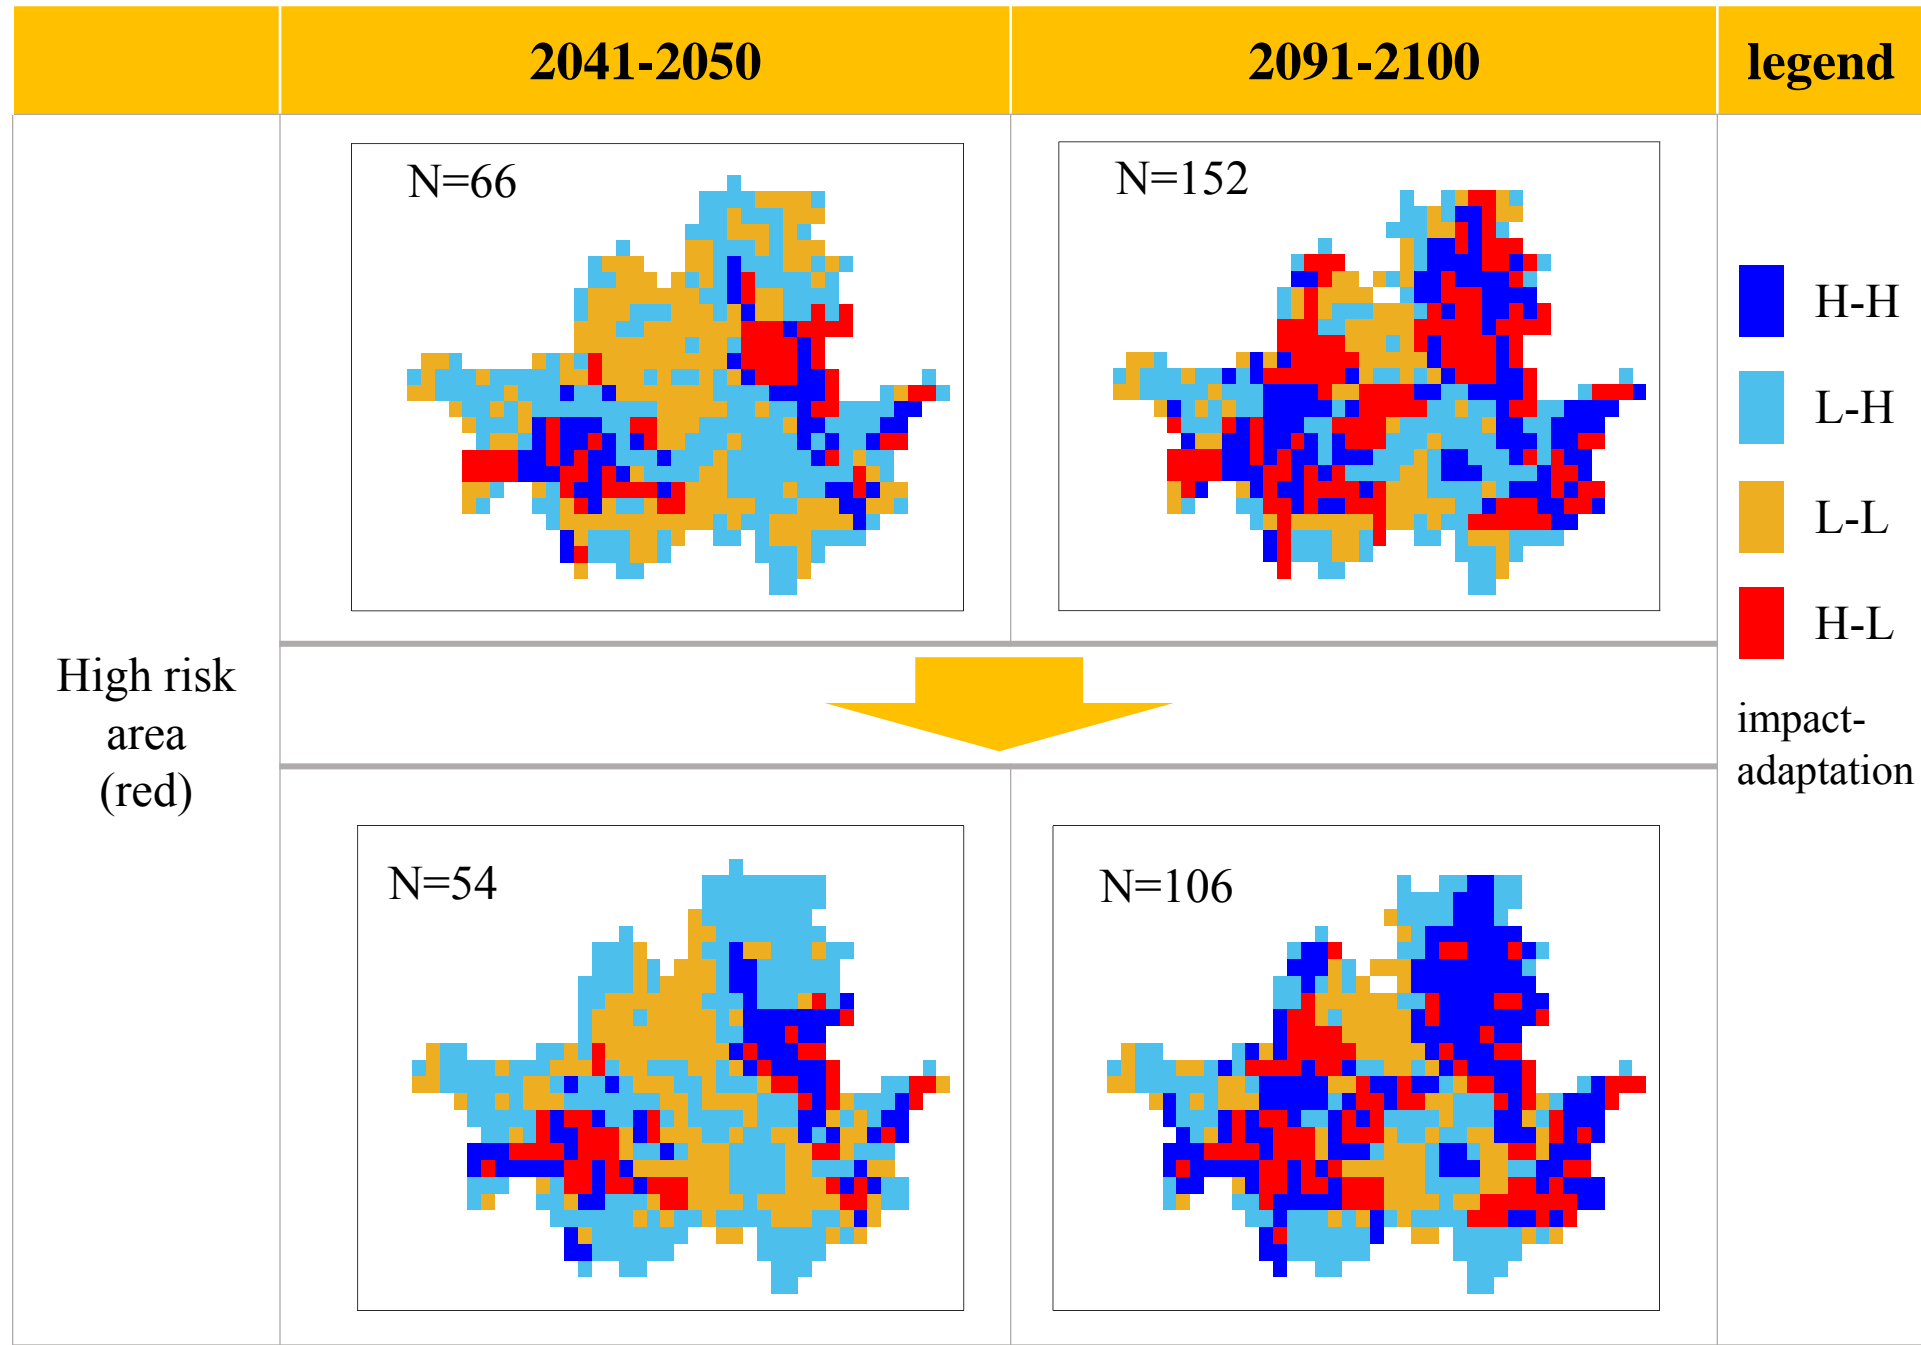 2041-2050
2091-2100
legend
High risk
area
(red)
N=66
N=152
N=54
N=106
H-H
L-H
L-L
H-L
impact-
adaptation